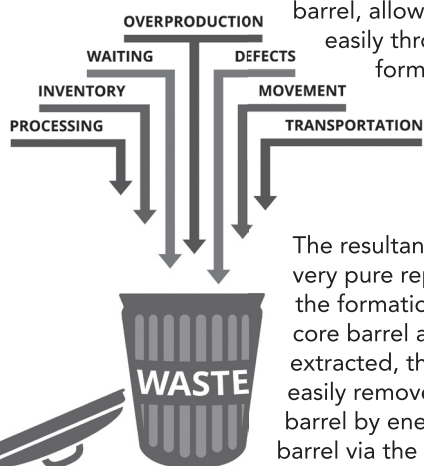 OVERPRODUCTION
WAITING
DEFECTS
INVENTORY
MOVEMENT
PROCESSING
TRANSPORTATION
WASTE
barrel, allow
easily thro
form
The resultan
very pure rep
the formatio
core barrel a
extracted, th
easily remove
barrel by ene
barrel via the